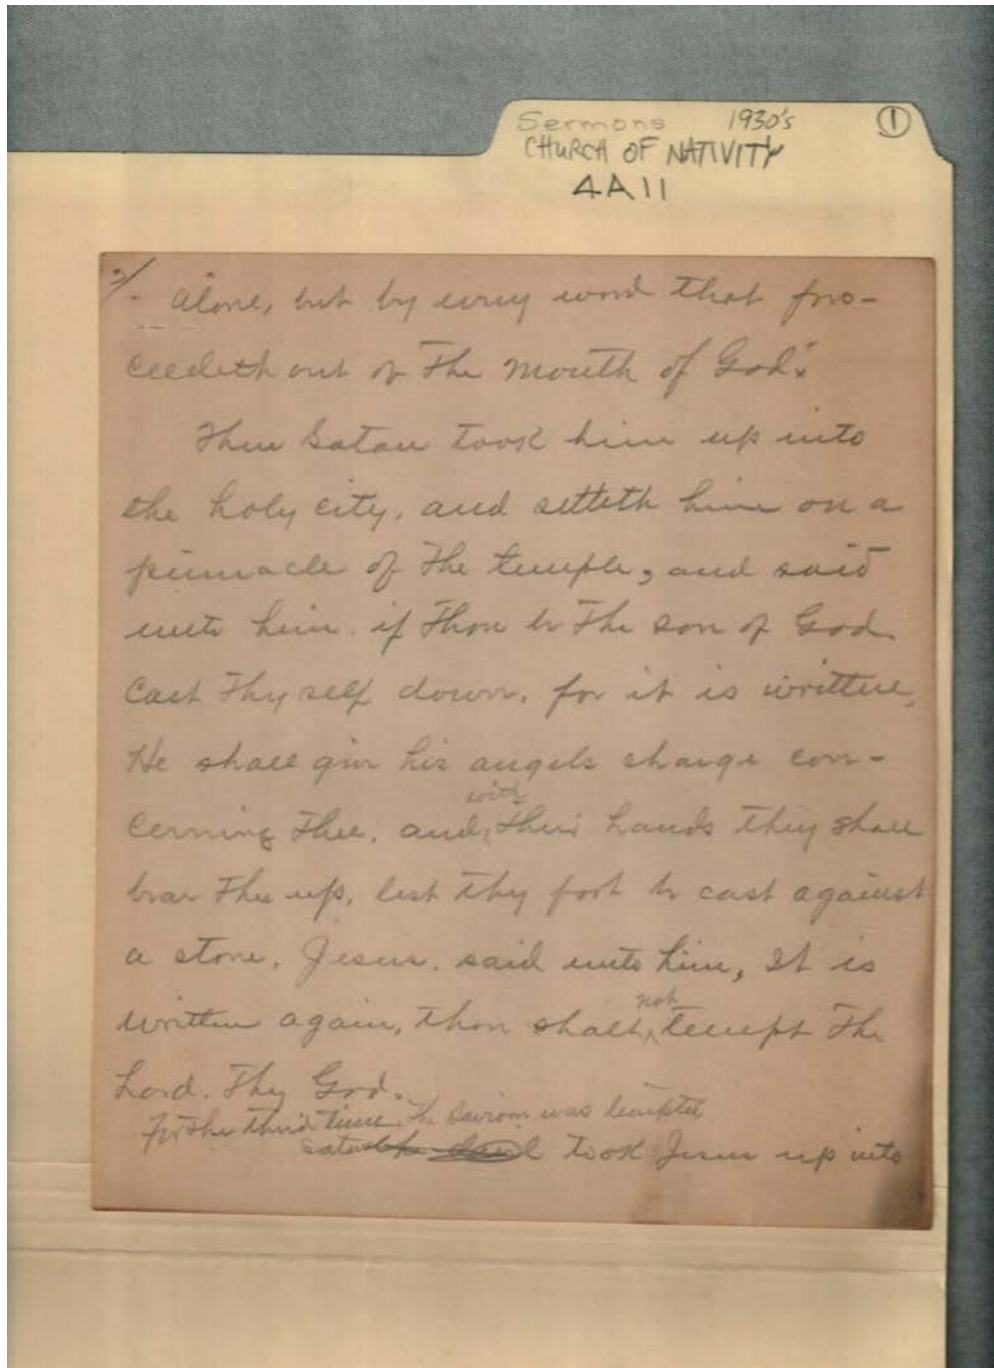 Sermons 1930's ①
CHURCH OF NATIVITY
4A11
2/
alone, but by every word that pro-
ceedeth out of the mouth of God".
Then Satan took him up into
the holy city, and setteth him on a
pinnacle of the temple, and said
unto him. if Thou be the son of God.
Cast Thyself down, for it is written,
He shall give his angels charge con-
cerning Thee. and with their hands they shall
bear Thee up, lest thy foot be cast against
a stone. Jesus. said unto him, It is
written again, thou shalt not tempt the
Lord. Thy God.
For the third time, the Saviour was tempted,
Satan took Jesus up into